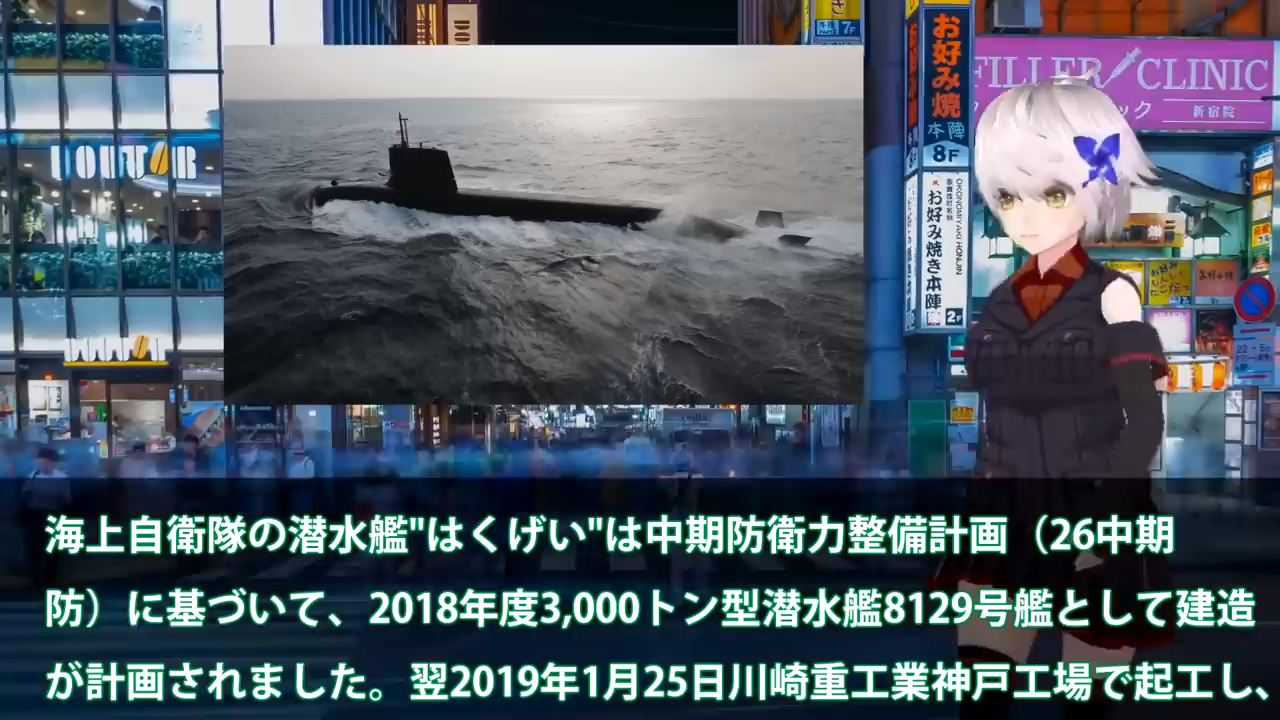 DOUTOR
お好み焼
本陣
8F
7F
OKONOMIYAKI HONJIN
お好み焼き本陣
2F
FILLER CLINIC
ック
新宿院
海上自衛隊の潜水艦"はくげい"は中期防衛力整備計画（26中期
防）に基づいて、2018年度3,000トン型潜水艦8129号艦として建造
が計画されました。翌2019年1月25日川崎重工業神戸工場で起工し、